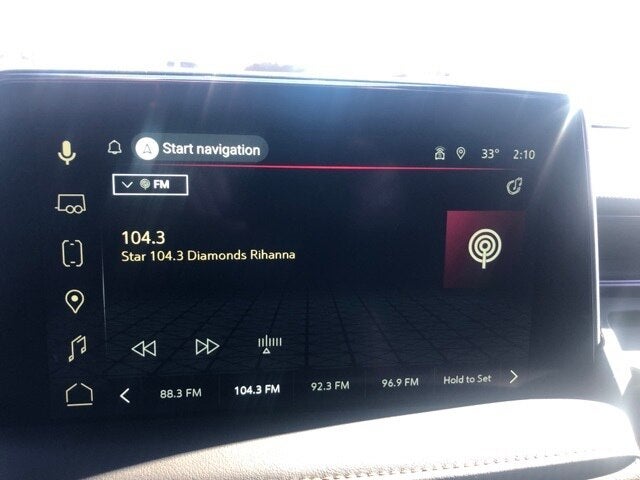 Start navigation
33° 2:10
FM
104.3
Star 104.3 Diamonds Rihanna
88.3 FM 104.3 FM 92.3 FM 96.9 FM Hold to Set